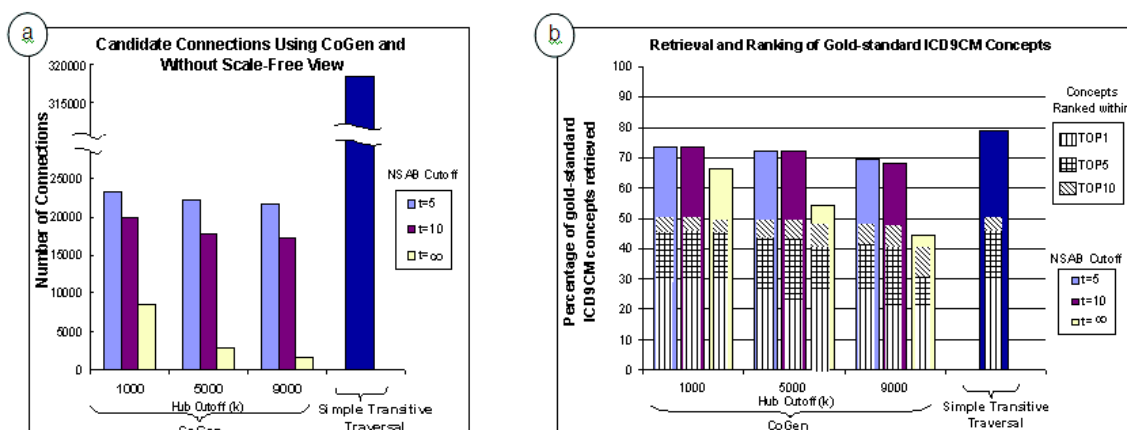 a
Candidate Connections Using CoGen and
Without Scale-Free View
Number of Connections
320000
315000
25000
20000
15000
10000
5000
0
NSAB Cutoff
t=5
t=10
t=∞
1000
5000
9000
Hub Cutoff (k)
CoGen
Simple Transitive
Traversal
b
Retrieval and Ranking of Gold-standard ICD9CM Concepts
Percentage of gold-standard
ICD9CM concepts retrieved
100
90
80
70
60
50
40
30
20
10
0
Concepts
Ranked within
TOP1
TOP5
TOP10
NSAB Cutoff
t=5
t=10
t=∞
1000
5000
9000
Hub Cutoff (k)
CoGen
Simple Transitive
Traversal